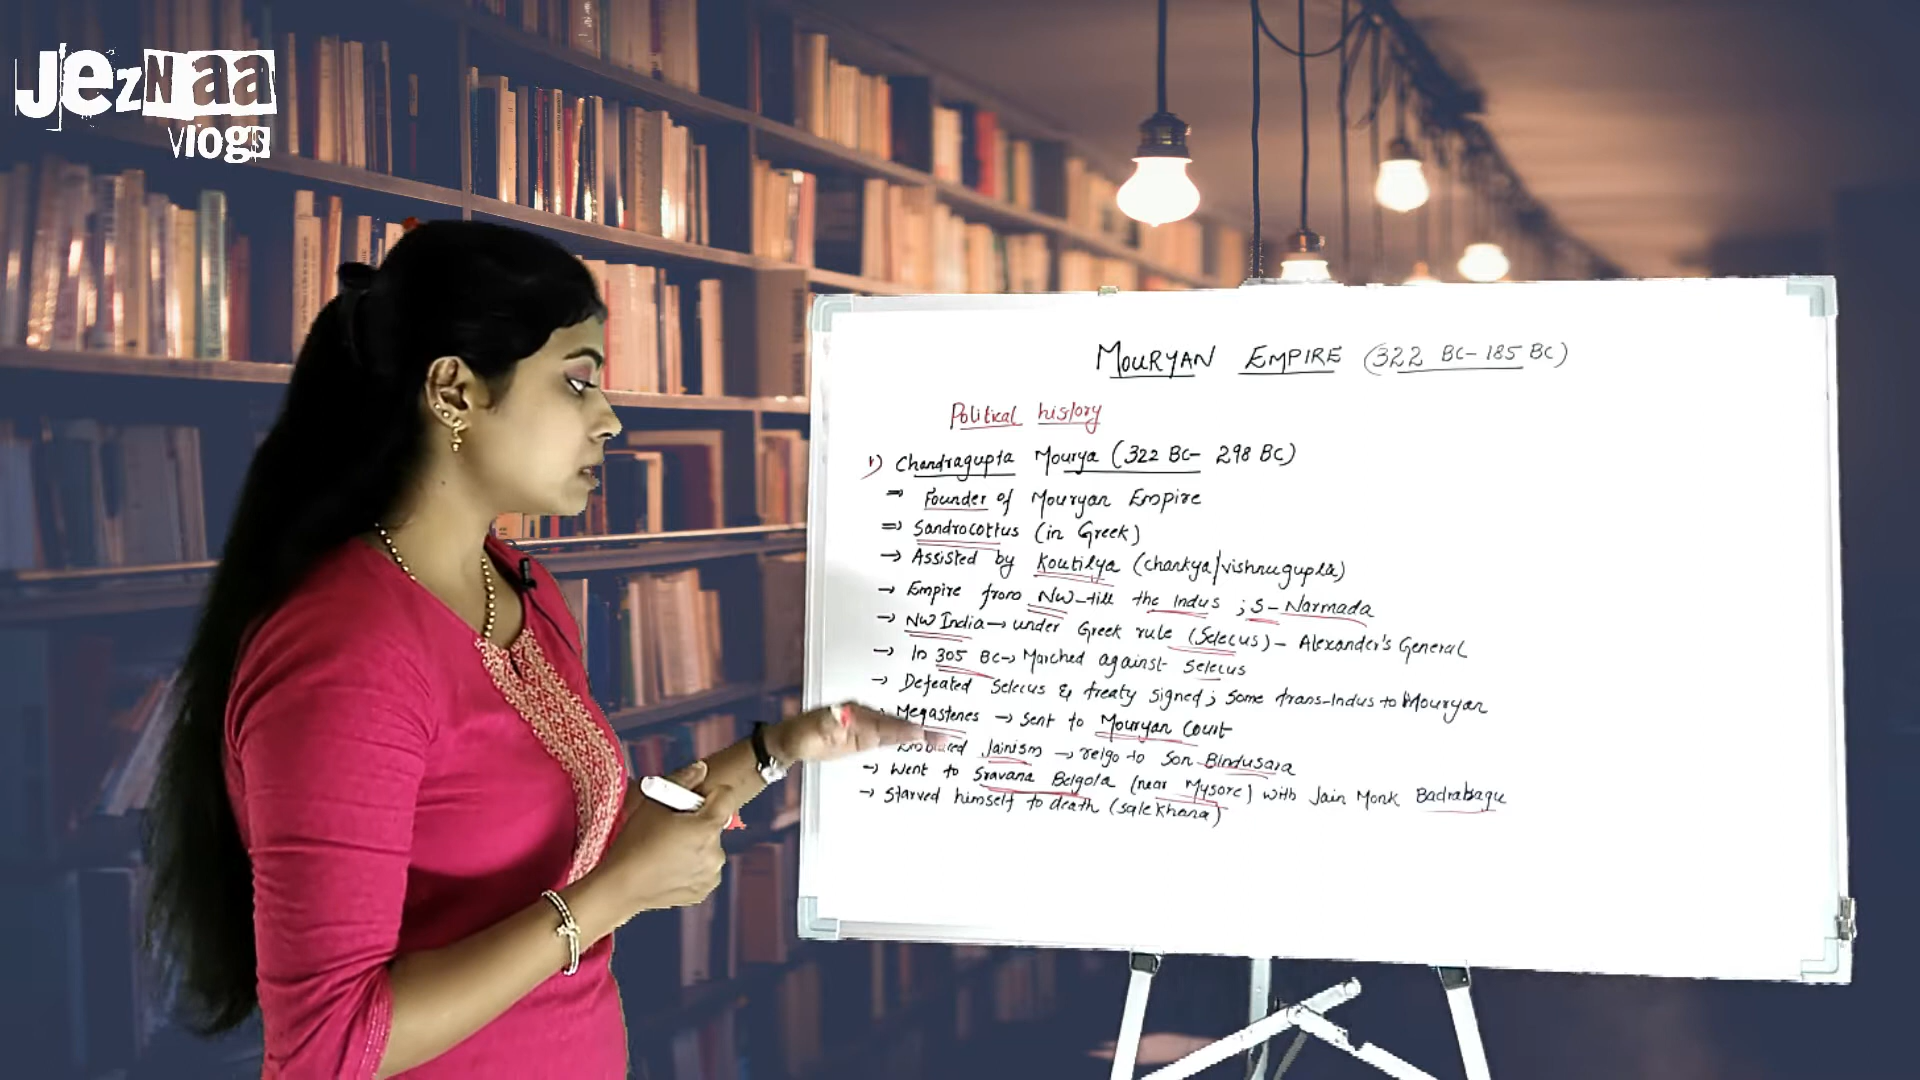 Jeznaa
vlogs
MOURYAN EMPIRE (322 BC- 185 BC)
Political history
1) Chandragupta Mourya (322 BC- 298 BC)
⇒ Founder of Mouryan Empire
⇒ Sandrocottus (in Greek)
→ Assisted by Koutilya (chankya/vishnugupta)
→ Empire from NW-till the Indus ; S- Narmada
→ NW India → under Greek rule (Selecus) - Alexander's General
→ In 305 BC → Marched against Selecus
→ Defeated Selecus & treaty signed; some trans-Indus to Mouryan
Megastenes → sent to Mouryan Court
Jainism → to Son Bindusara
→ Went to Sravana Belgola (near Mysore) with Jain Monk
→ Starved himself to death (salekhana)